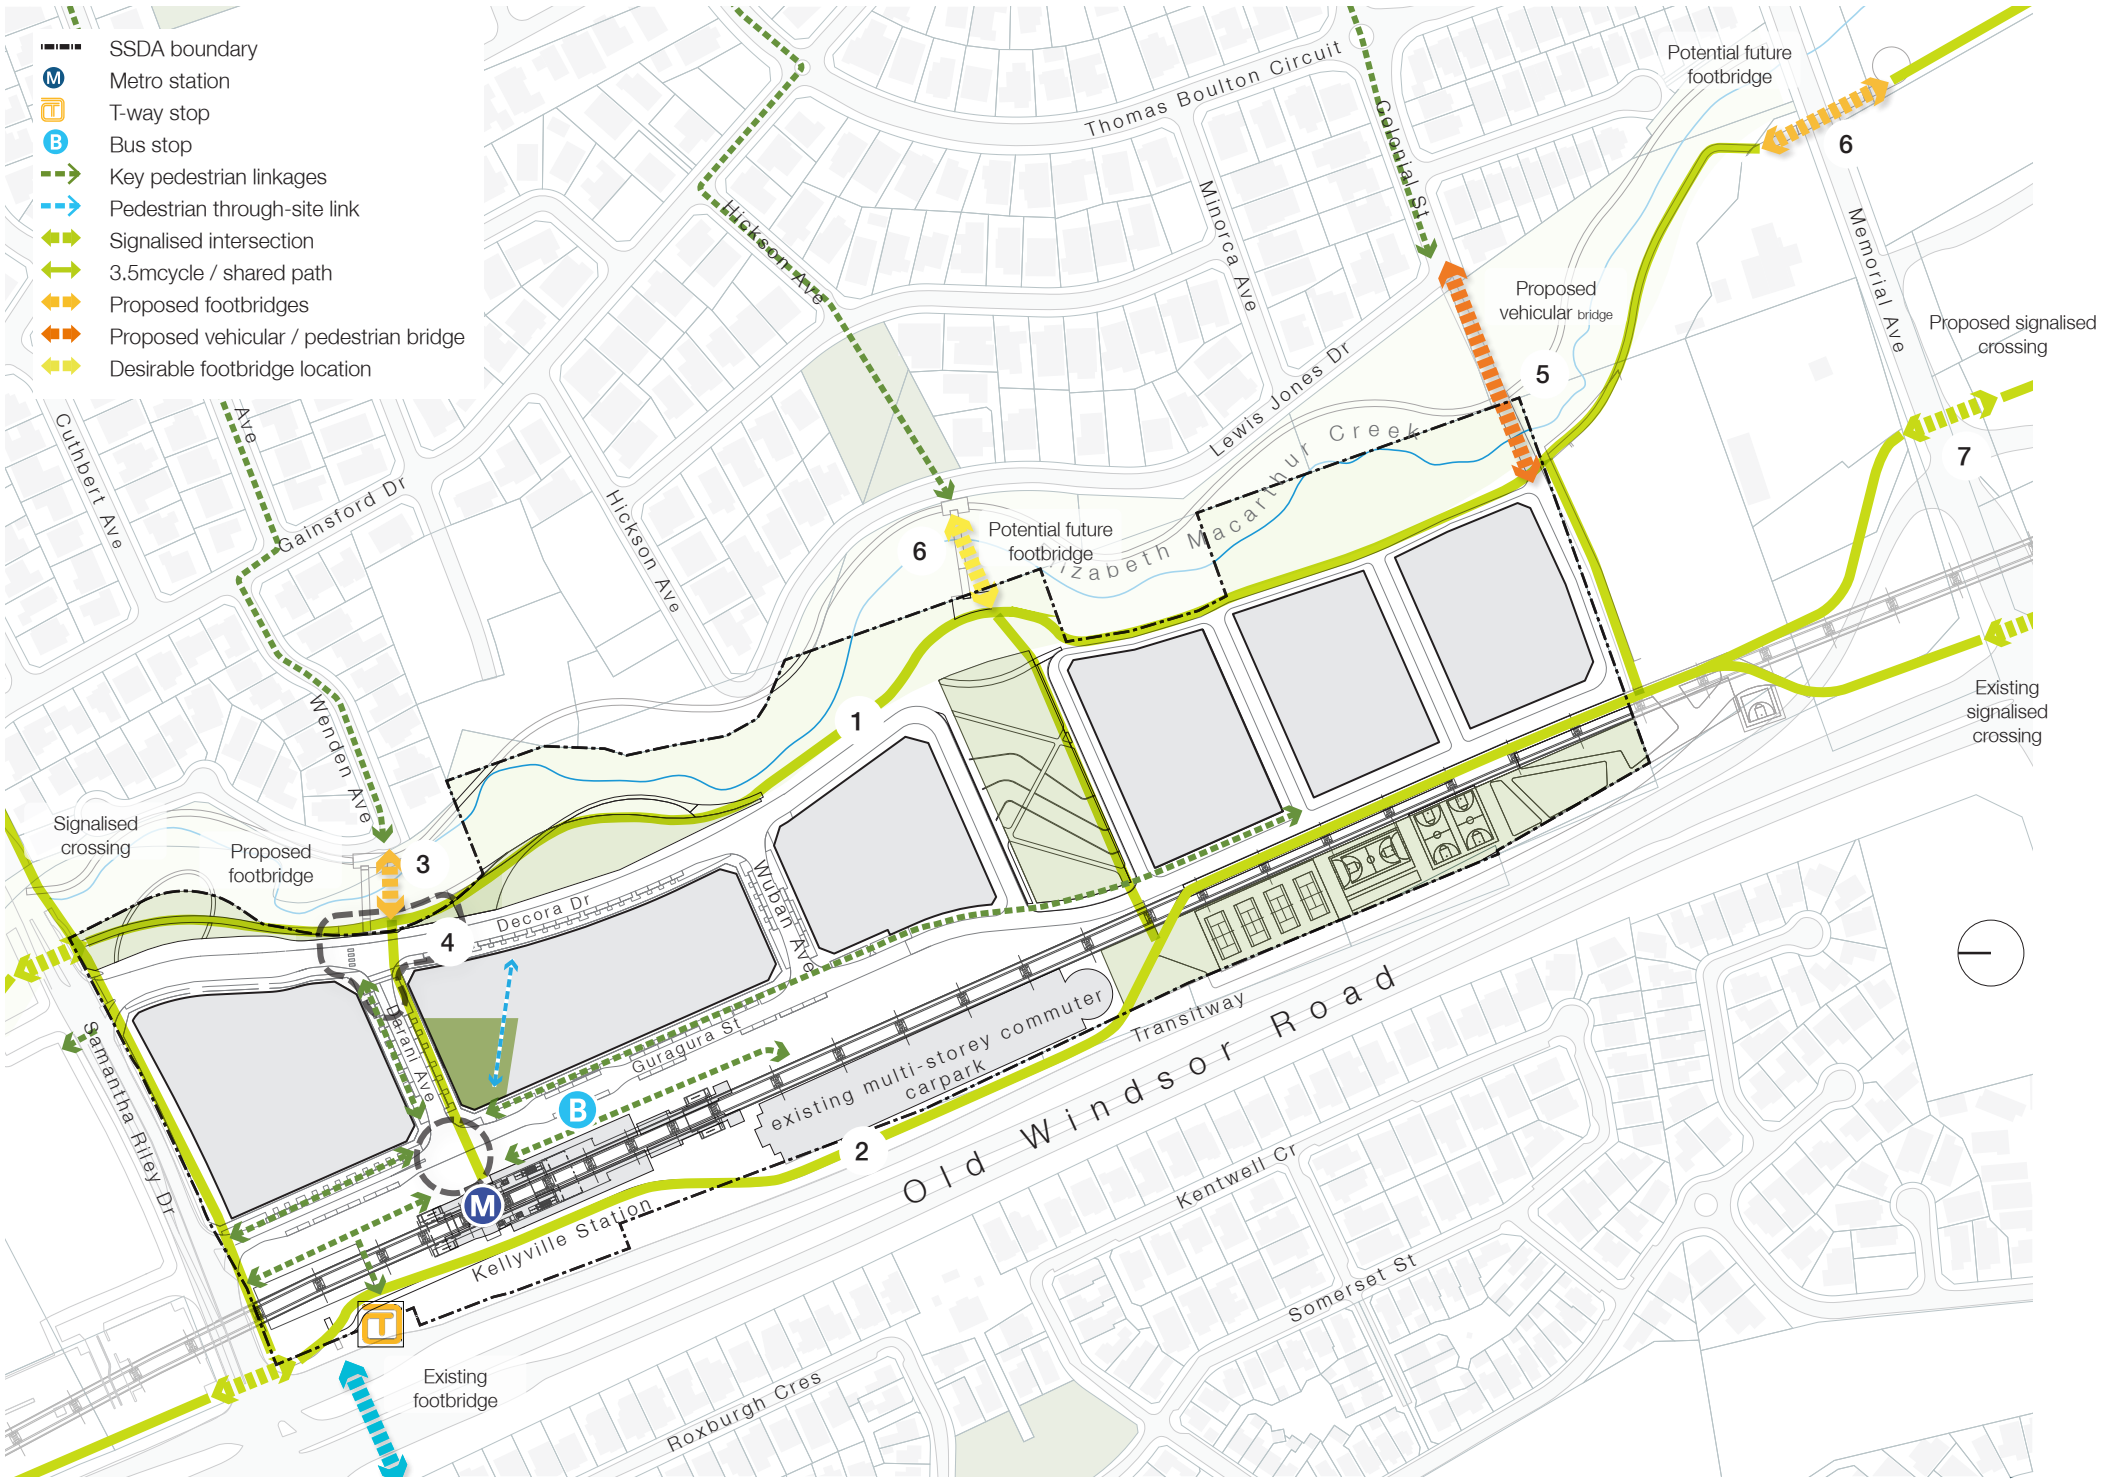 SSDA boundary
M
Metro station
T
T-way stop
B
Bus stop
Key pedestrian linkages
Pedestrian through-site link
Signalised intersection
3.5mcycle / shared path
Proposed footbridges
Proposed vehicular / pedestrian bridge
Desirable footbridge location
Potential future
footbridge
6
Thomas Boulton Circuit
Colonial St
Minorca Ave
Hickson Ave
Memorial Ave
Proposed
vehicular bridge
Proposed signalised
crossing
5
7
Lewis Jones Dr
Elizabeth Macarthur Creek
Cuthbert Ave
Ave
Gainsford Dr
Hickson Ave
6
Potential future
footbridge
Wenden Ave
1
Existing
signalised
crossing
Signalised
crossing
Proposed
footbridge
3
4
Decora Dr
Wuban Ave
Darani Ave
Guragura St
Samantha Riley Dr
B
existing multi-storey commuter
carpark
Transitway
Old Windsor Road
2
M
Kellyville Station
Kentwell Cr
Somerset St
T
Existing
footbridge
Roxburgh Cres